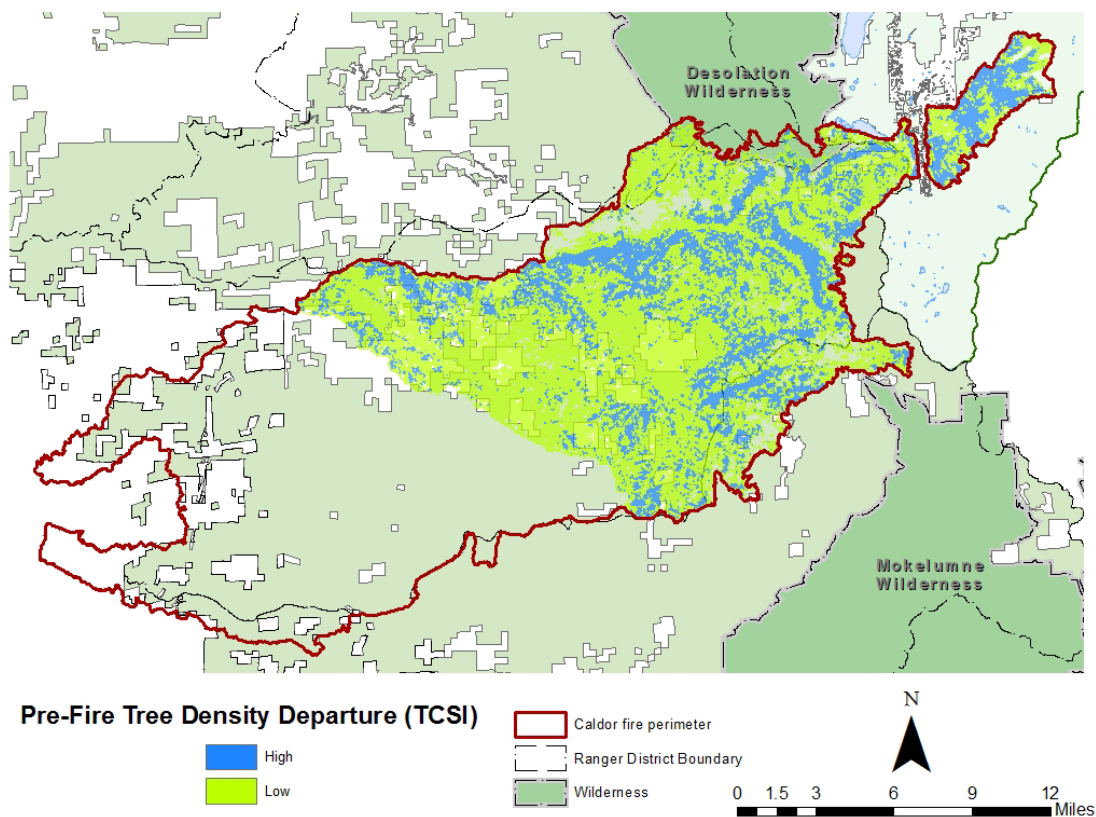 Desolation
Wilderness
Mokelumne
Wilderness
Pre-Fire Tree Density Departure (TCSI)
High
Low
Caldor fire perimeter
Ranger District Boundary
Wilderness
N
0 1.5 3 6 9 12
Miles